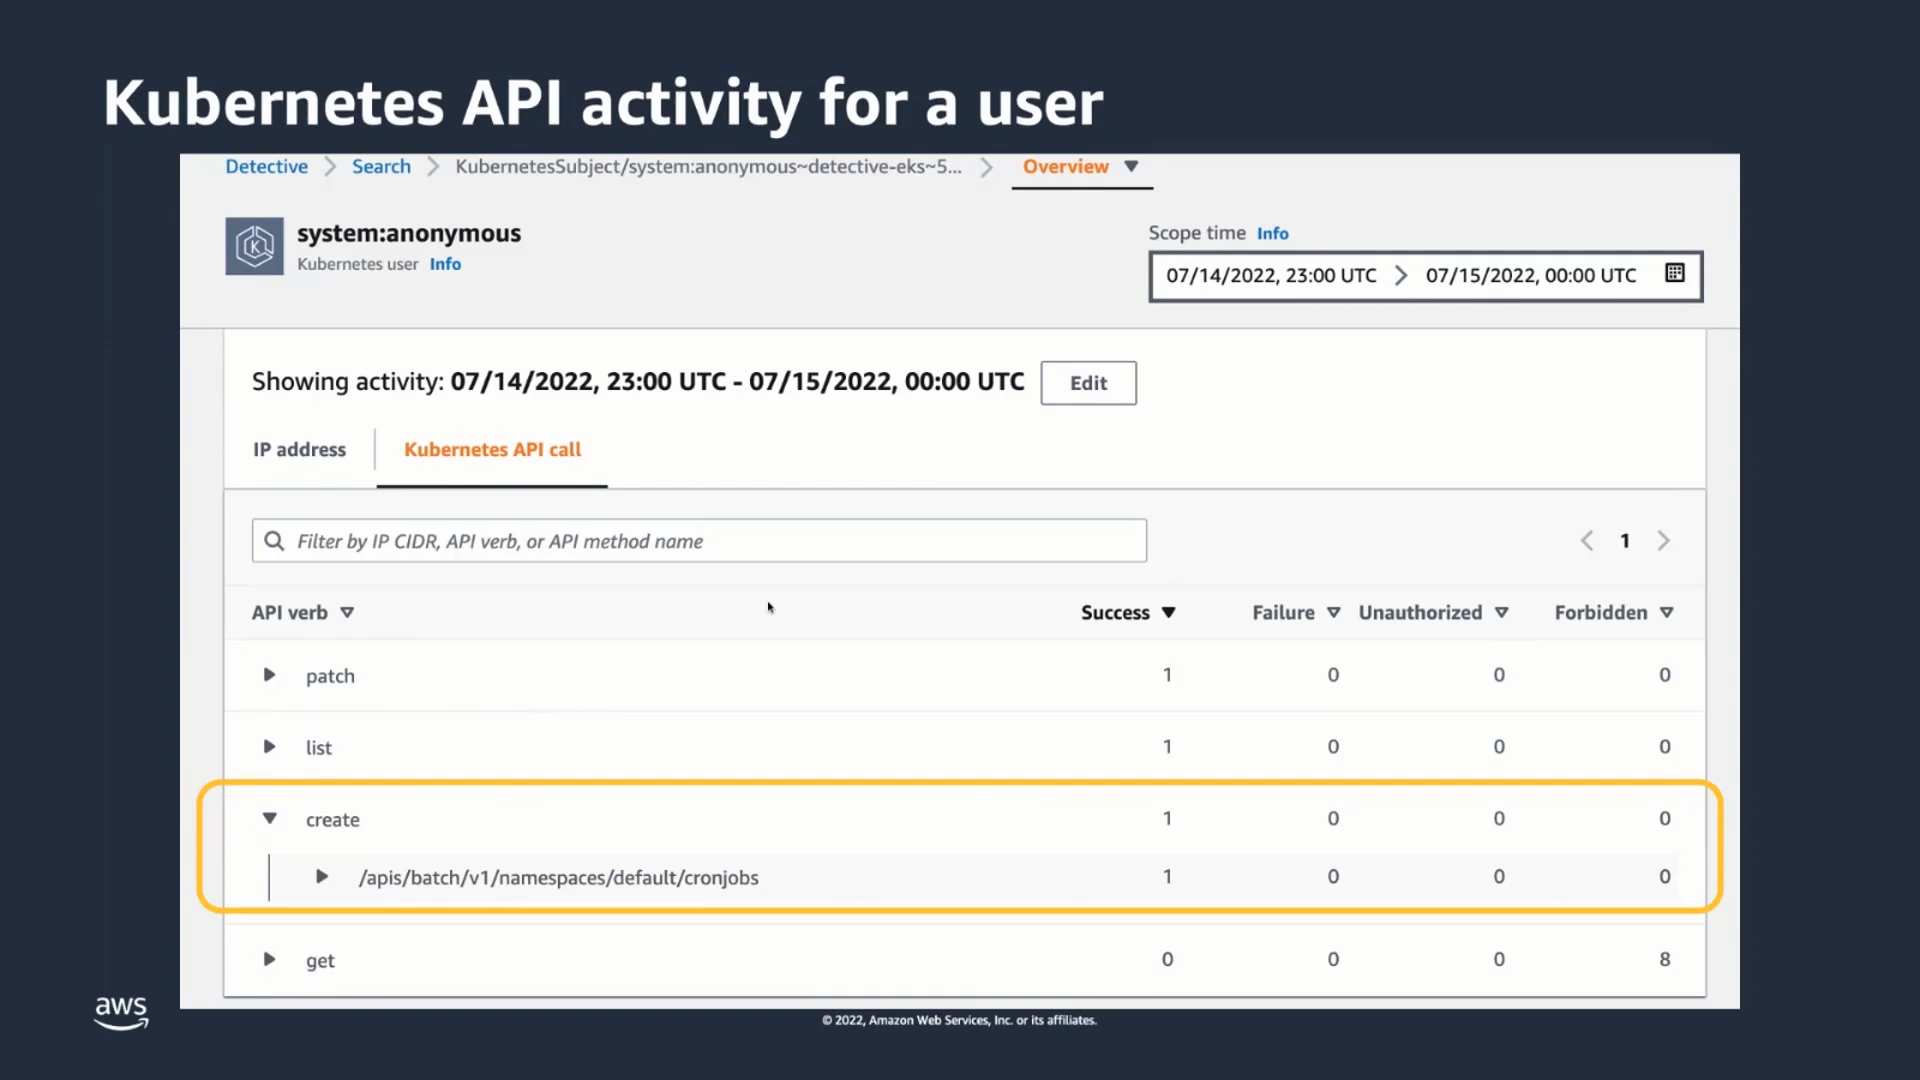 Kubernetes API activity for a user
Detective Search KubernetesSubject/system:anonymous~detective-eks~5... Overview
system:anonymous
Kubernetes user Info
Scope time Info
07/14/2022, 23:00 UTC 07/15/2022, 00:00 UTC
Showing activity: 07/14/2022, 23:00 UTC - 07/15/2022, 00:00 UTC Edit
IP address Kubernetes API call
Filter by IP CIDR, API verb, or API method name 1
API verb Success Failure Unauthorized Forbidden
patch 1 0 0 0
list 1 0 0 0
create 1 0 0 0
/apis/batch/v1/namespaces/default/cronjobs 1 0 0 0
get 0 0 0 8
aws
© 2022, Amazon Web Services, Inc. or its affiliates.